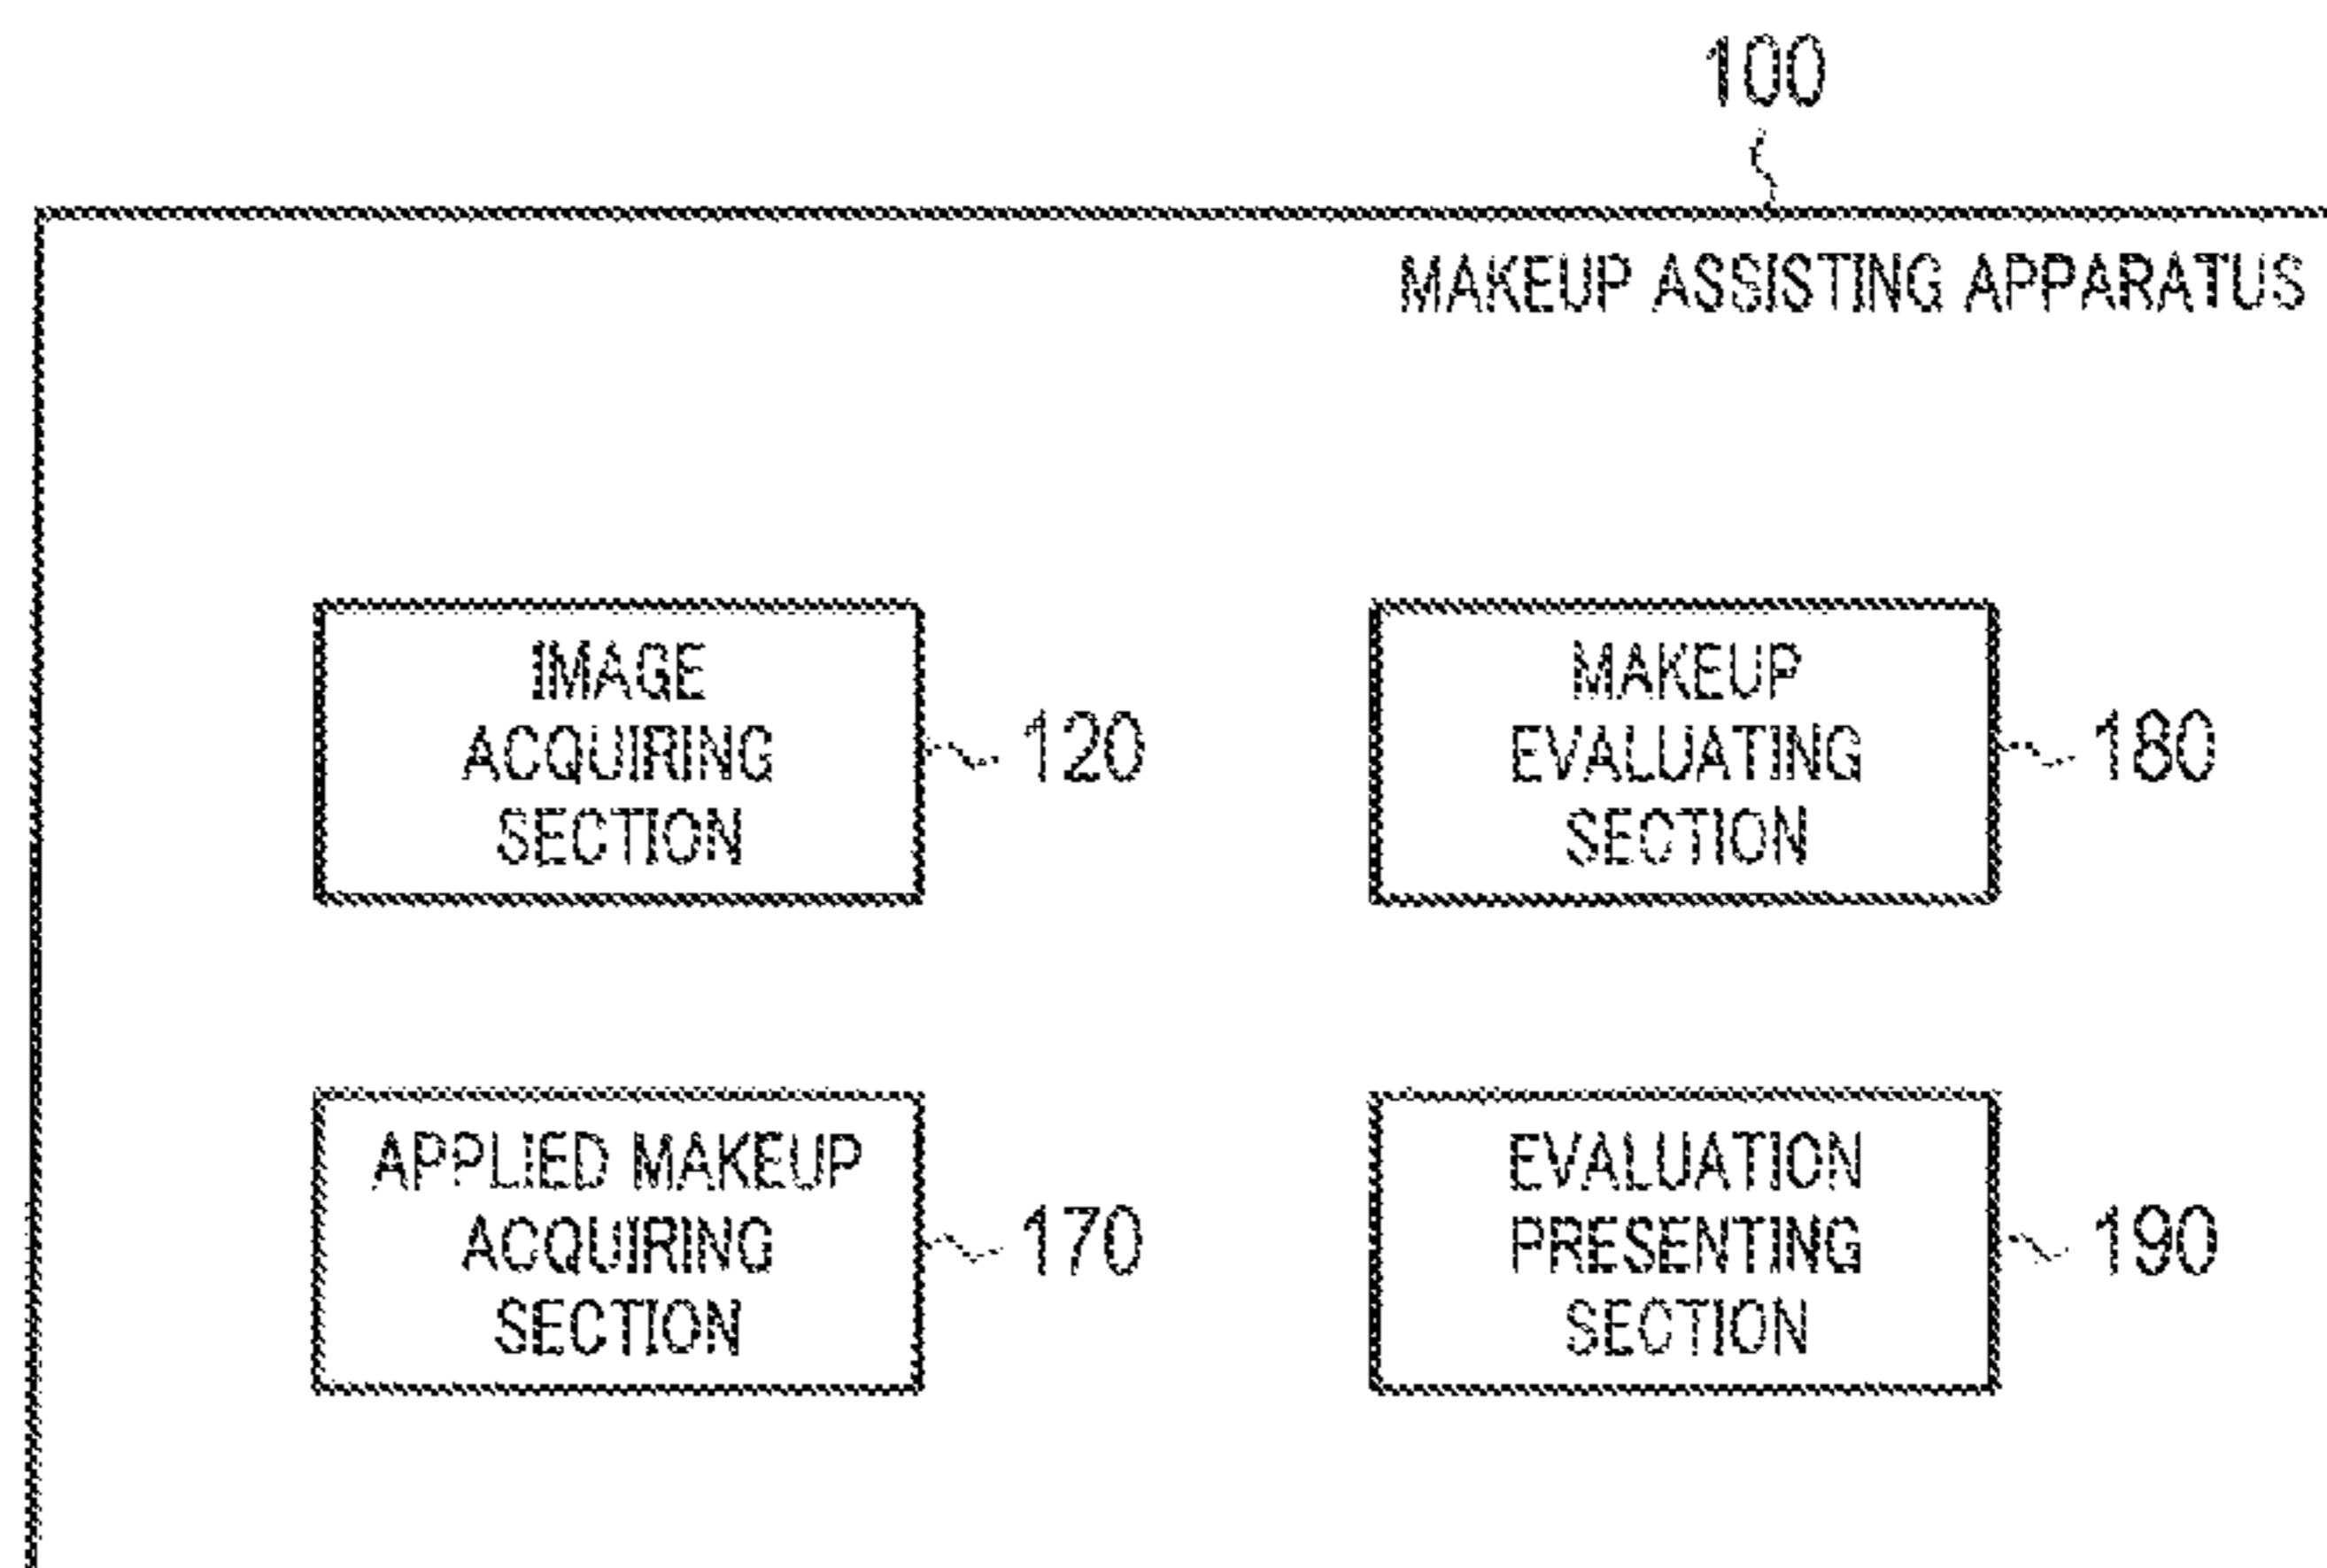 100
MAKEUP ASSISTING APPARATUS
IMAGE
ACQUIRING
SECTION
120
MAKEUP
EVALUATING
SECTION
180
APPLIED MAKEUP
ACQUIRING
SECTION
170
EVALUATION
PRESENTING
SECTION
190